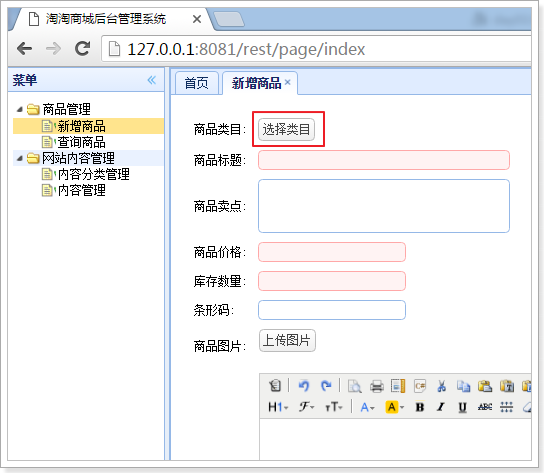 淘淘商城后台管理系统
127.0.0.1:8081/rest/page/index
菜单
首页 新增商品
商品管理
新增商品
查询商品
网站内容管理
内容分类管理
内容管理
商品类目: 选择类目
商品标题:
商品卖点:
商品价格:
库存数量:
条形码:
商品图片: 上传图片
H1 F тT A A B I U ABC